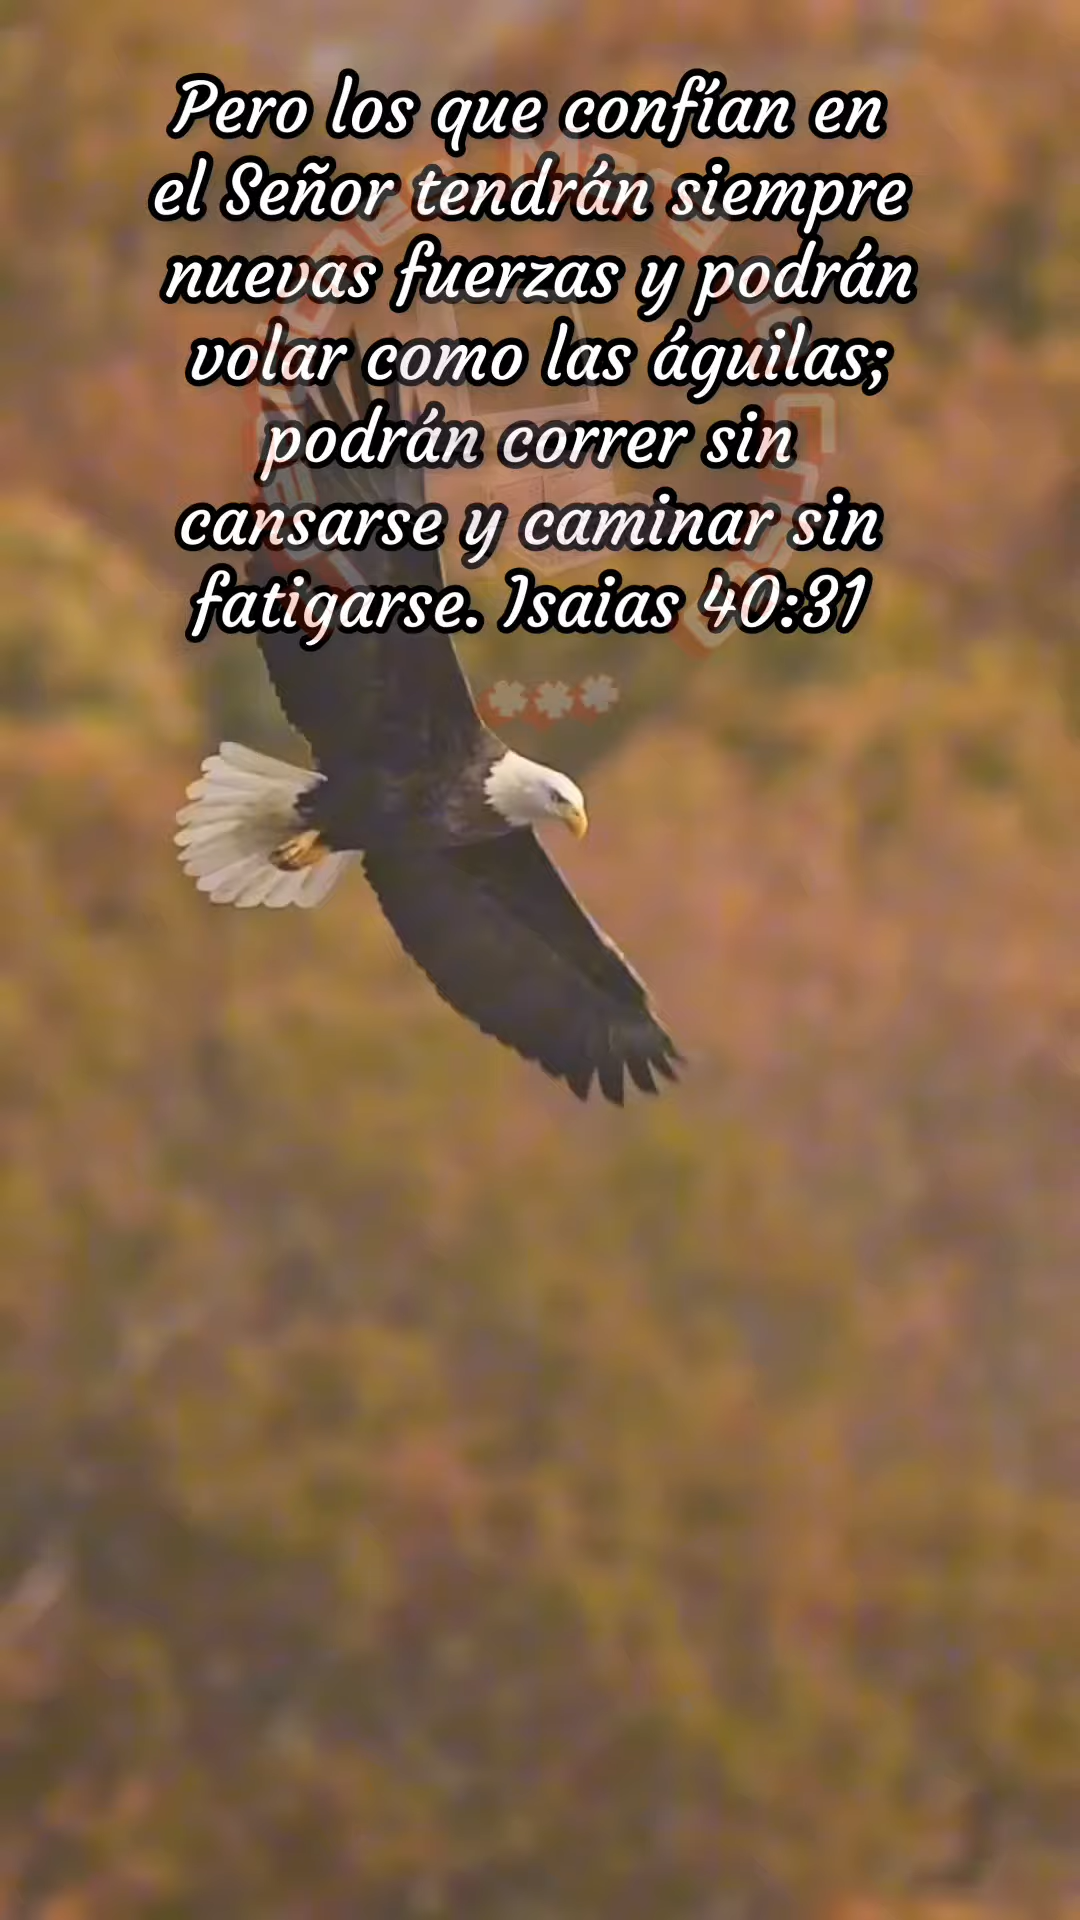 Pero los que confían en
el Señor tendrán siempre
nuevas fuerzas y podrán
volar como las águilas;
podrán correr sin
cansarse y caminar sin
fatigarse. Isaias 40:31
***